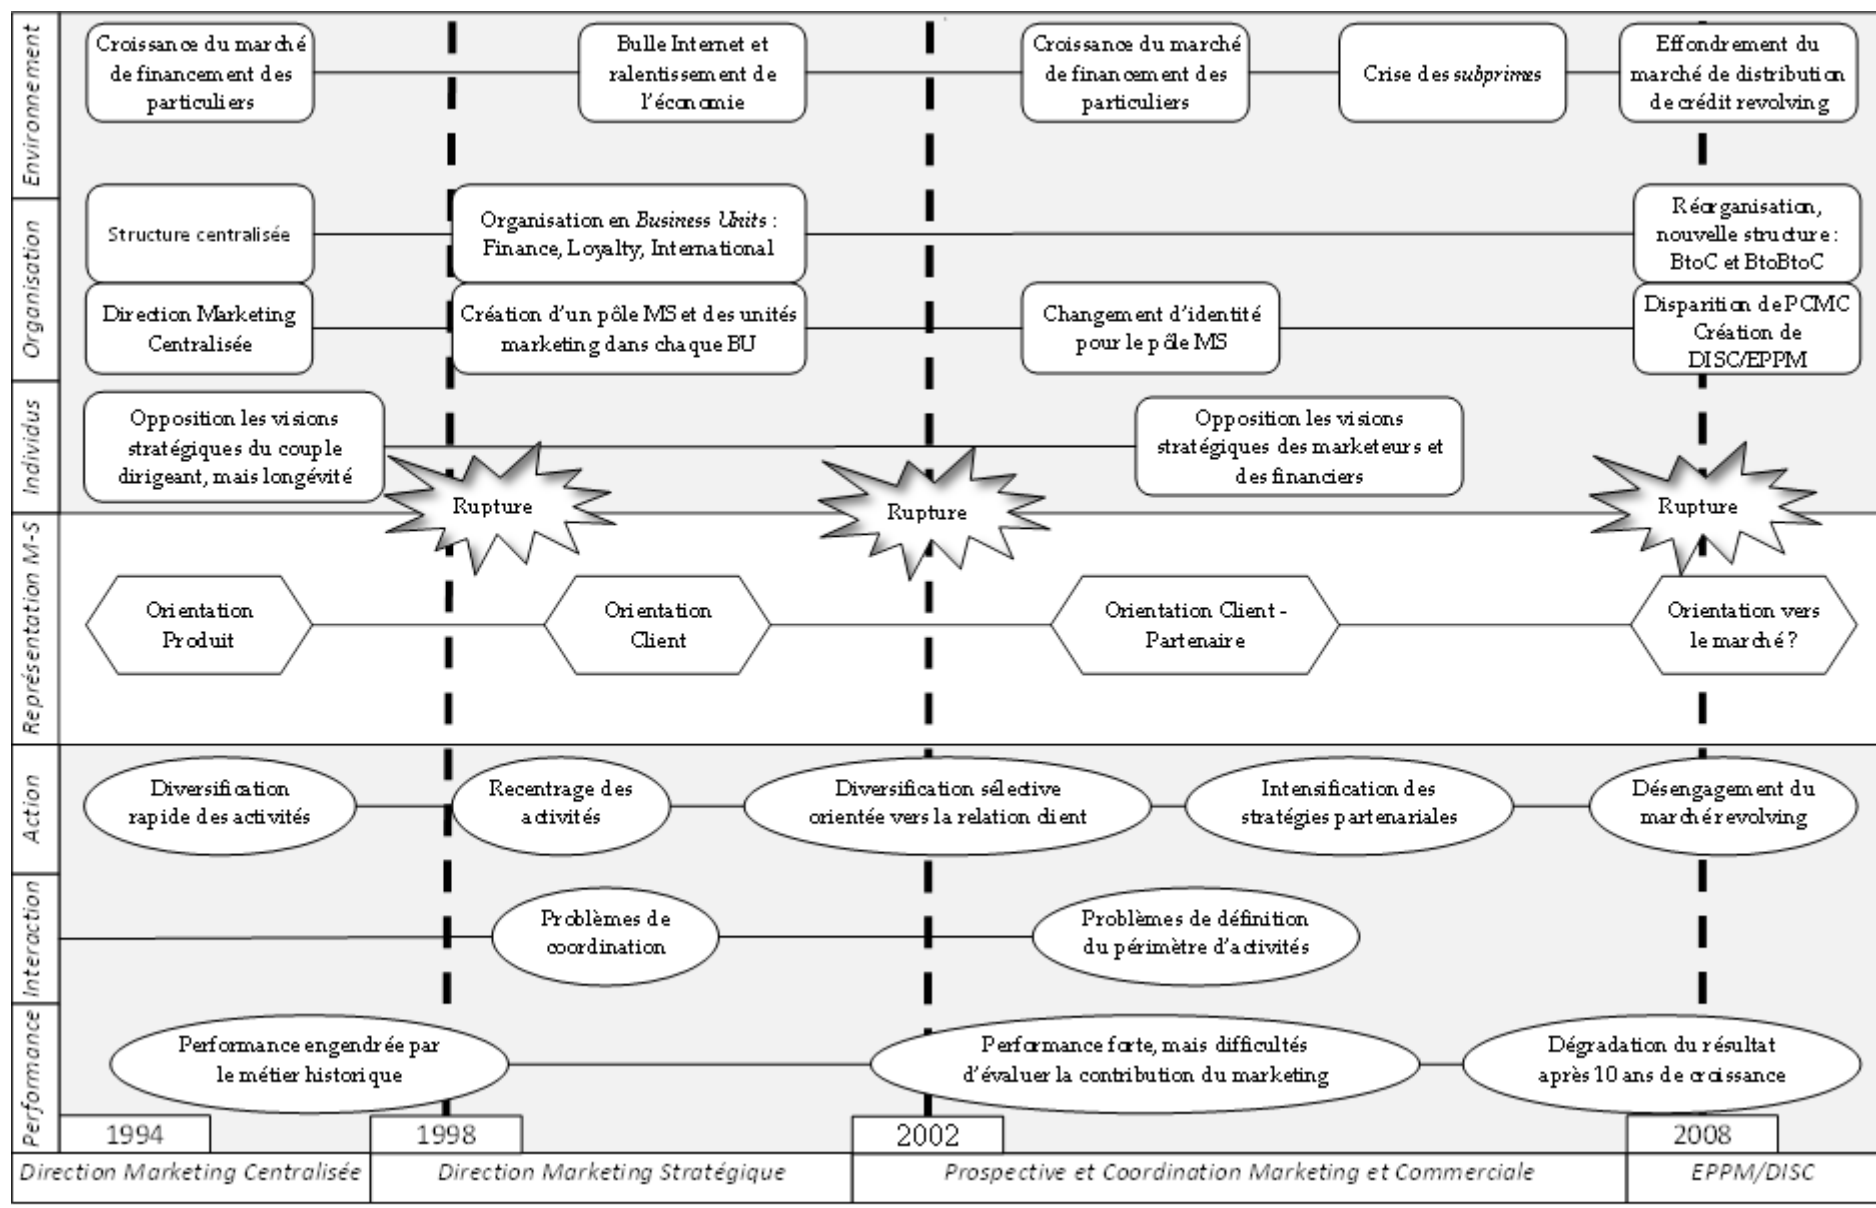 Environnement
Croissance du marché
de financement des
particuliers
Bulle Internet et
ralentissement de
l'économie
Croissance du marché
de financement des
particuliers
Crise des subprimes
Effondrement du
marché de distribution
de crédit revolving
Organisation
Structure centralisée
Organisation en Business Units :
Finance, Loyalty, International
Réorganisation,
nouvelle structure :
BtoC et BtoBtoC
Direction Marketing
Centralisée
Création d'un pôle MS et des unités
marketing dans chaque BU
Changement d'identité
pour le pôle MS
Disparition de PCMC
Création de
DISC/EPPM
Individus
Opposition les visions
stratégiques du couple
dirigeant, mais longévité
Opposition les visions
stratégiques des marketeurs et
des financiers
Rupture
Rupture
Rupture
Représentation M-S
Orientation
Produit
Orientation
Client
Orientation Client -
Partenaire
Orientation vers
le marché ?
Action
Diversification
rapide des activités
Recentrage des
activités
Diversification sélective
orientée vers la relation client
Intensification des
stratégies partenariales
Désengagement du
marché revolving
Interaction
Problèmes de
coordination
Problèmes de définition
du périmètre d'activités
Performance
Performance engendrée par
le métier historique
Performance forte, mais difficultés
d'évaluer la contribution du marketing
Dégradation du résultat
après 10 ans de croissance
1994
1998
2002
2008
Direction Marketing Centralisée
Direction Marketing Stratégique
Prospective et Coordination Marketing et Commerciale
EPPM/DISC